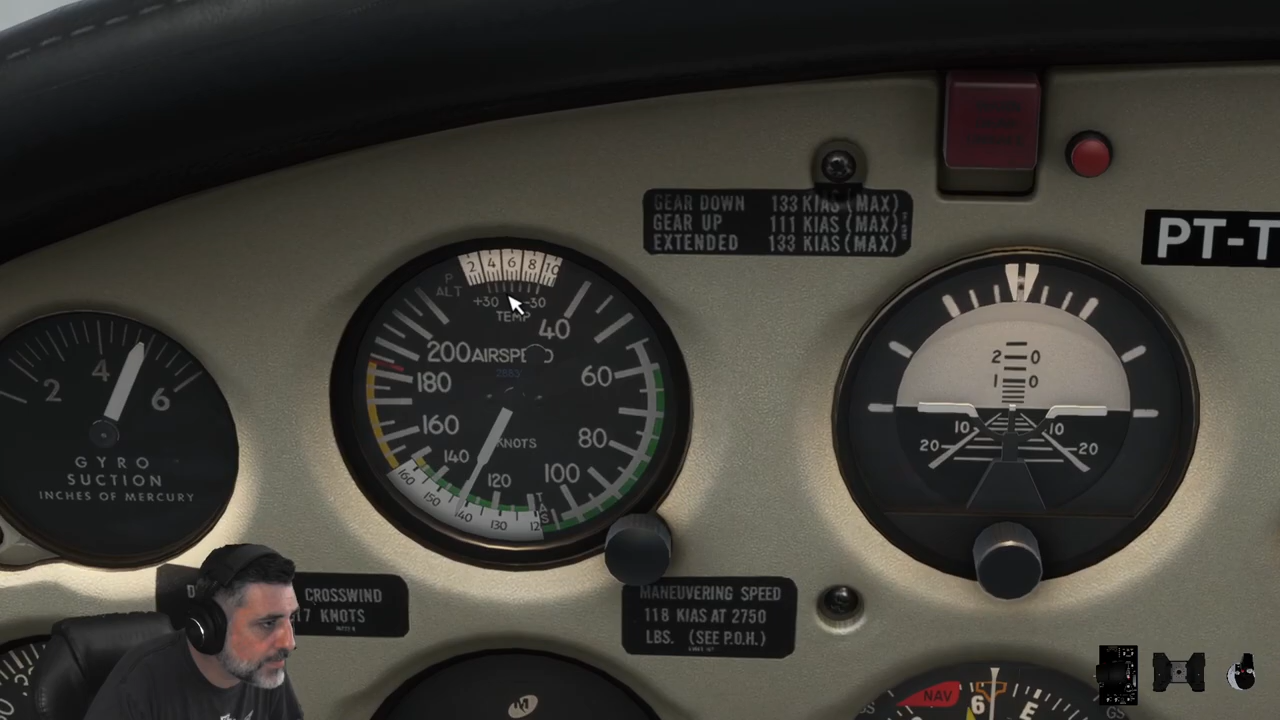 GEAR DOWN 133 KIAS (MAX)
GEAR UP 111 KIAS (MAX)
EXTENDED 133 KIAS (MAX)
PT-T
2 4 6 8 10
P
ALT
+30 -30
TEMP
40
200 AIRSPEED
180
60
160
KNOTS
80
140
120
100
160
150
140
130
T
A
S
2 4 6
GYRO
SUCTION
INCHES OF MERCURY
2 0
1 0
10 10
20 20
CROSSWIND
17 KNOTS
MANEUVERING SPEED
118 KIAS AT 2750
LBS. (SEE P.O.H.)
M
NAV
GS
6
E
GS